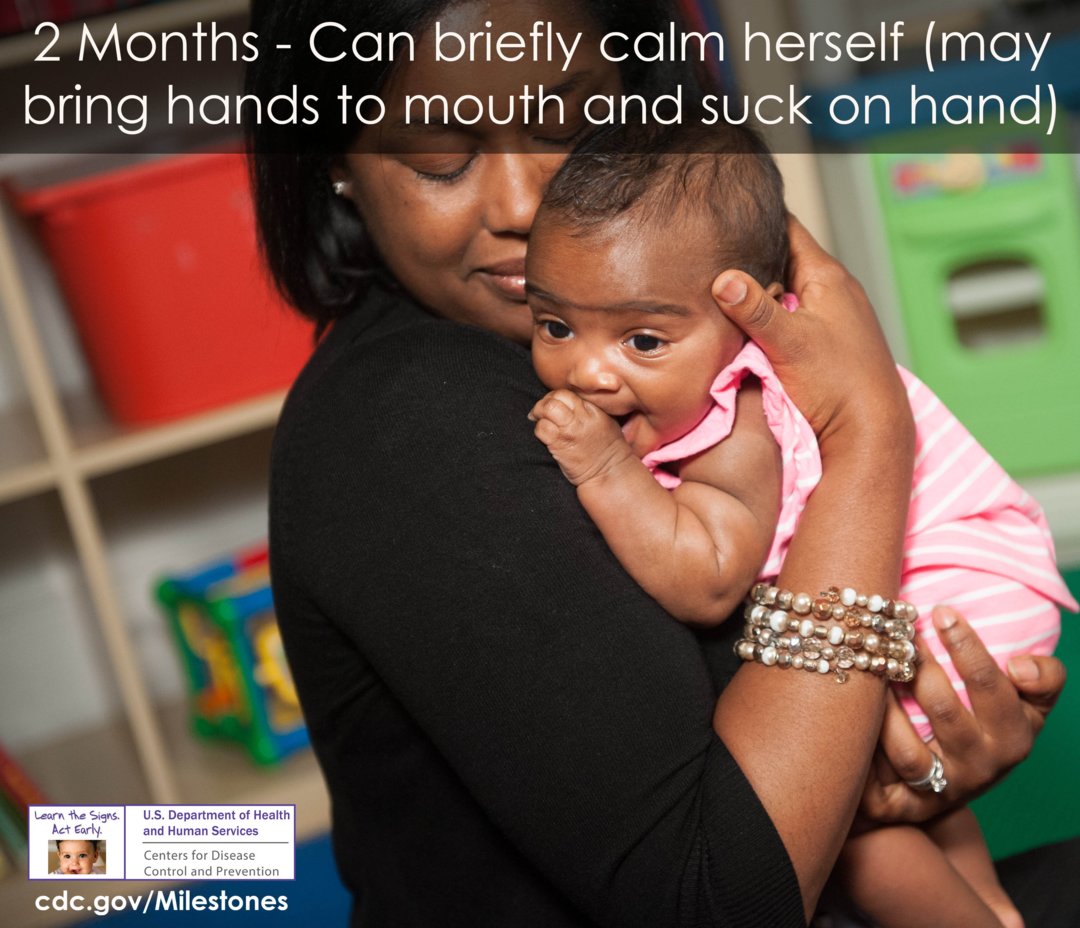 2 Months - Can briefly calm herself (may
bring hands to mouth and suck on hand)
Learn the Signs.
Act Early.
U.S. Department of Health
and Human Services
Centers for Disease
Control and Prevention
cdc.gov/Milestones